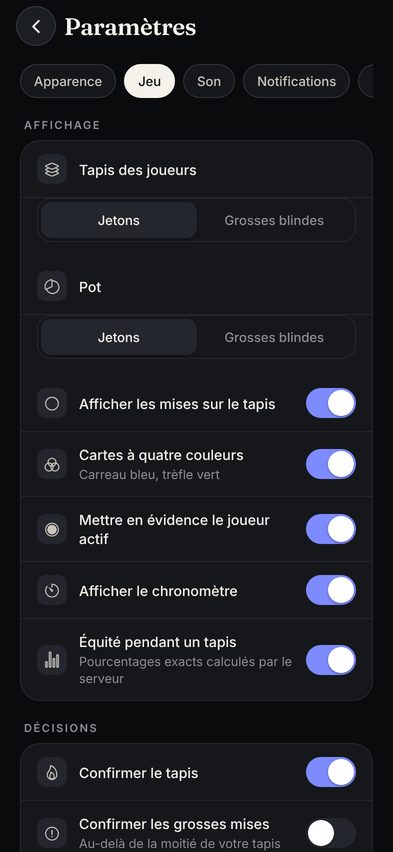 Paramètres
Apparence
Jeu
Son
Notifications
AFFICHAGE
Tapis des joueurs
Jetons
Grosses blindes
Pot
Jetons
Grosses blindes
Afficher les mises sur le tapis
Cartes à quatre couleurs
Carreau bleu, trèfle vert
Mettre en évidence le joueur
actif
Afficher le chronomètre
Équité pendant un tapis
Pourcentages exacts calculés par le
serveur
DÉCISIONS
Confirmer le tapis
Confirmer les grosses mises
Au-delà de la moitié de votre tapis